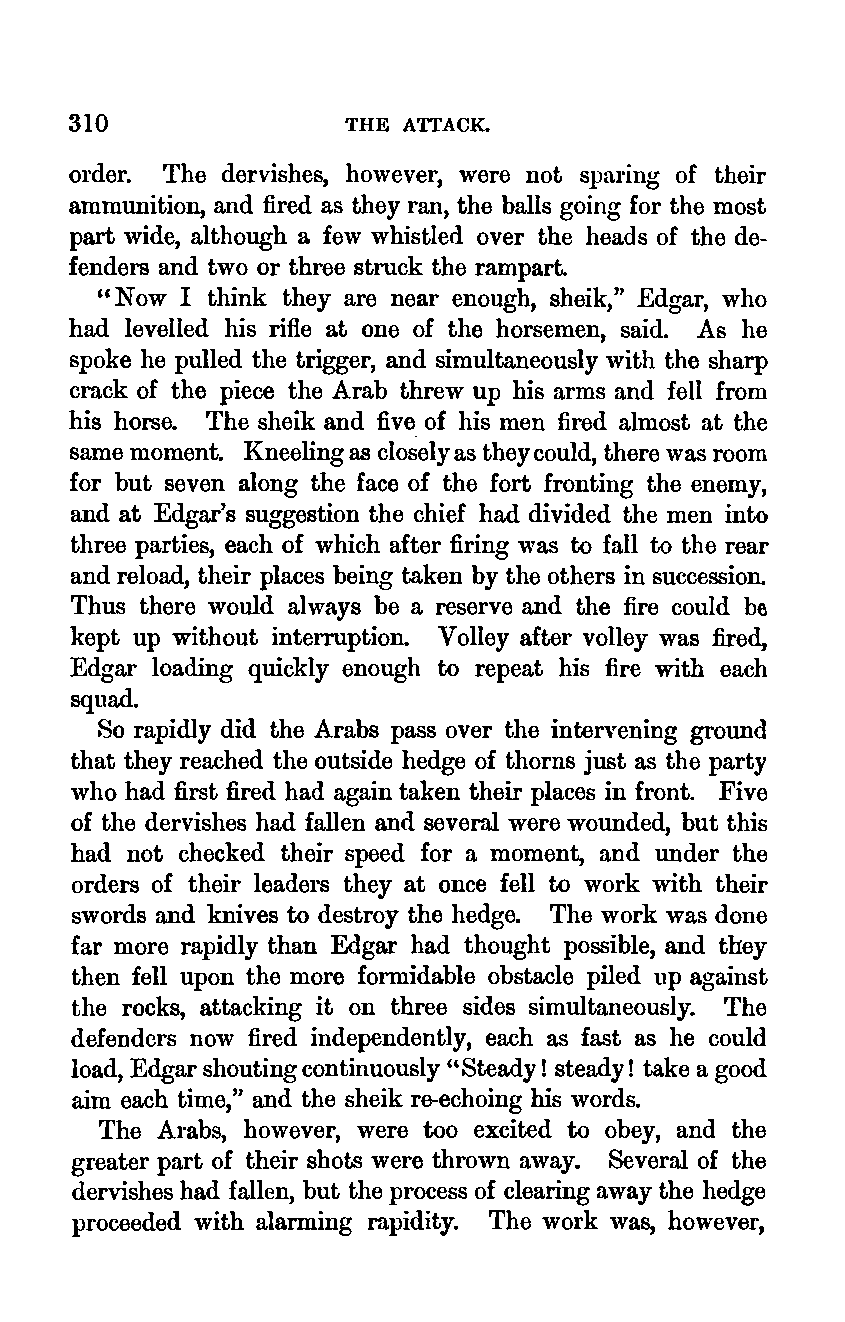 310 THE ATTACK.
order. The dervishes, however, were not sparing of their
ammunition, and fired as they ran, the balls going for the most
part wide, although a few whistled over the heads of the de-
fenders and two or three struck the rampart.
"Now I think they are near enough, sheik," Edgar, who
had levelled his rifle at one of the horsemen, said. As he
spoke he pulled the trigger, and simultaneously with the sharp
crack of the piece the Arab threw up his arms and fell from
his horse. The sheik and five of his men fired almost at the
same moment. Kneeling as closely as they could, there was room
for but seven along the face of the fort fronting the enemy,
and at Edgar's suggestion the chief had divided the men into
three parties, each of which after firing was to fall to the rear
and reload, their places being taken by the others in succession.
Thus there would always be a reserve and the fire could be
kept up without interruption. Volley after volley was fired,
Edgar loading quickly enough to repeat his fire with each
squad.
So rapidly did the Arabs pass over the intervening ground
that they reached the outside hedge of thorns just as the party
who had first fired had again taken their places in front. Five
of the dervishes had fallen and several were wounded, but this
had not checked their speed for a moment, and under the
orders of their leaders they at once fell to work with their
swords and knives to destroy the hedge. The work was done
far more rapidly than Edgar had thought possible, and they
then fell upon the more formidable obstacle piled up against
the rocks, attacking it on three sides simultaneously. The
defenders now fired independently, each as fast as he could
load, Edgar shouting continuously "Steady! steady! take a good
aim each time," and the sheik re-echoing his words.
The Arabs, however, were too excited to obey, and the
greater part of their shots were thrown away. Several of the
dervishes had fallen, but the process of clearing away the hedge
proceeded with alarming rapidity. The work was, however,